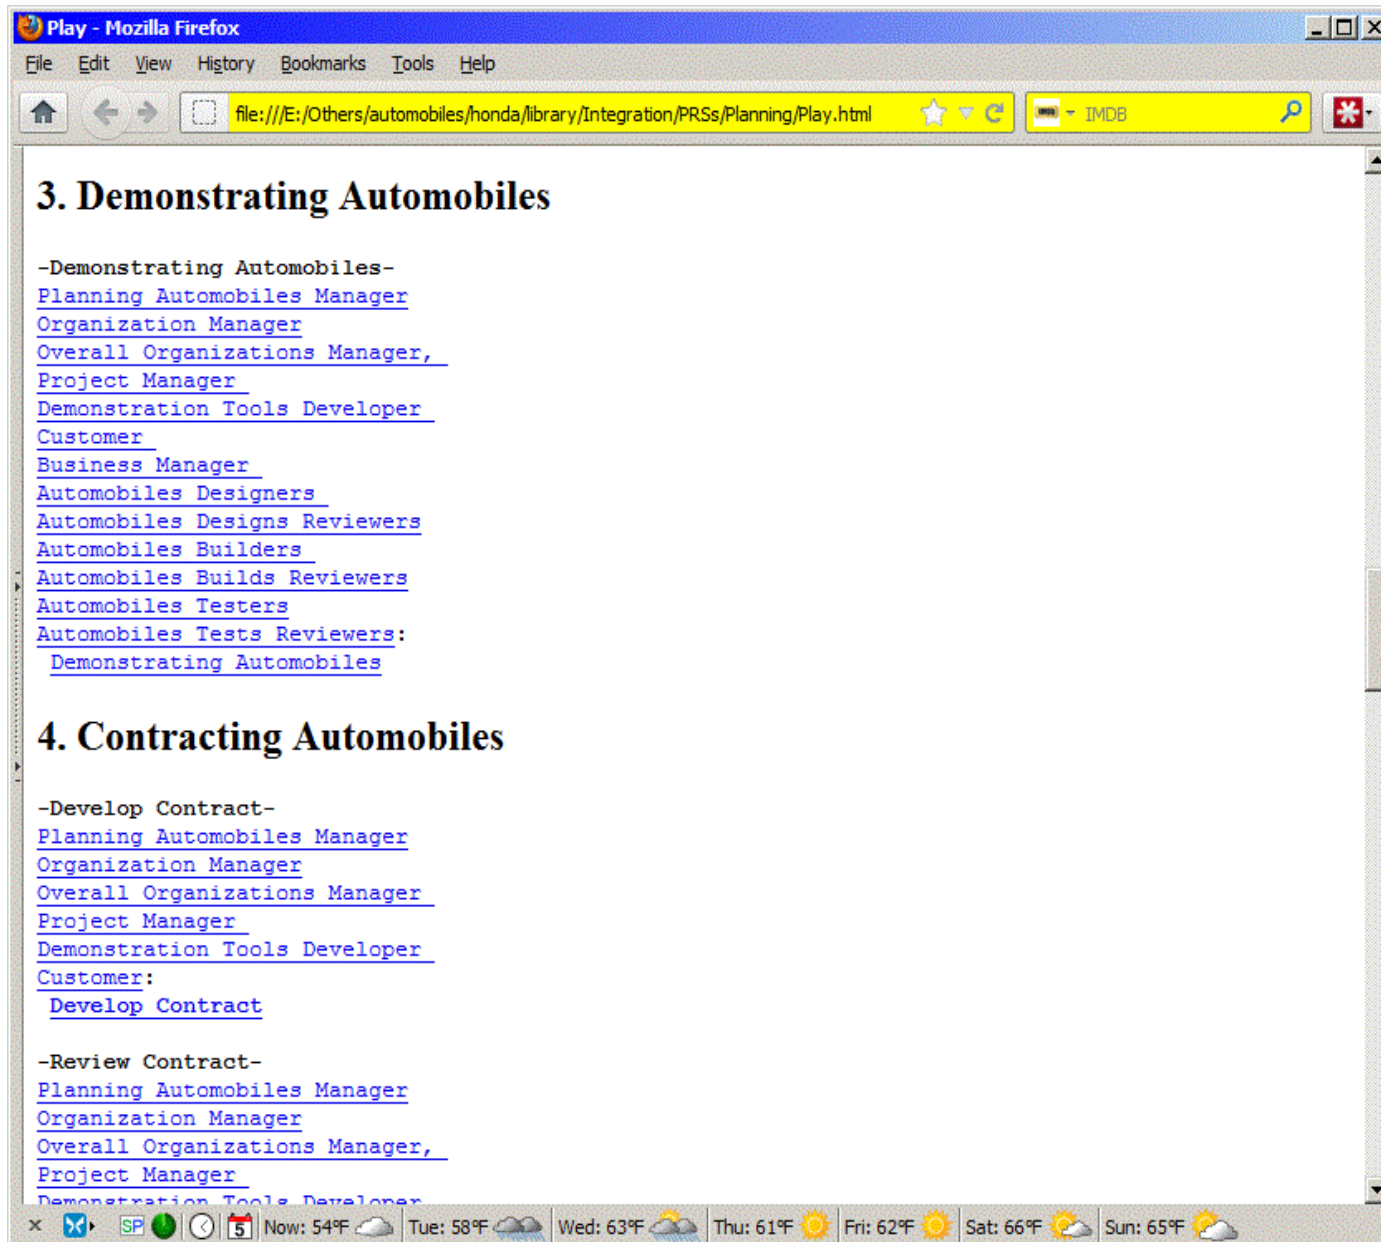 Play - Mozilla Firefox
File Edit View History Bookmarks Tools Help
file:///E:/Others/automobiles/honda/library/Integration/PRSs/Planning/Play.html IMDB
3. Demonstrating Automobiles
-Demonstrating Automobiles-
Planning Automobiles Manager
Organization Manager
Overall Organizations Manager,
Project Manager
Demonstration Tools Developer
Customer
Business Manager
Automobiles Designers
Automobiles Designs Reviewers
Automobiles Builders
Automobiles Builds Reviewers
Automobiles Testers
Automobiles Tests Reviewers:
Demonstrating Automobiles
4. Contracting Automobiles
-Develop Contract-
Planning Automobiles Manager
Organization Manager
Overall Organizations Manager
Project Manager
Demonstration Tools Developer
Customer:
Develop Contract
-Review Contract-
Planning Automobiles Manager
Organization Manager
Overall Organizations Manager,
Project Manager
Demonstration Tools Developer
SP 5 Now: 54°F Tue: 58°F Wed: 63°F Thu: 61°F Fri: 62°F Sat: 66°F Sun: 65°F